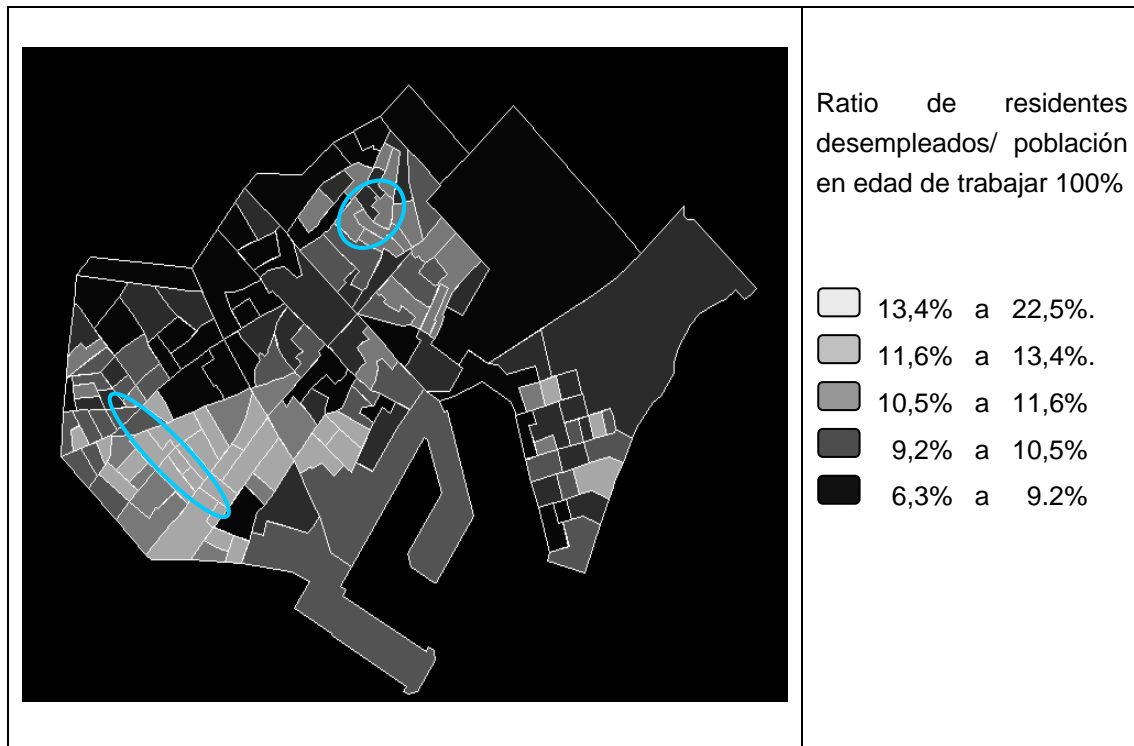 Ratio de residentes
desempleados/ población
en edad de trabajar 100%
13,4% a 22,5%.
11,6% a 13,4%.
10,5% a 11,6%
9,2% a 10,5%
6,3% a 9.2%